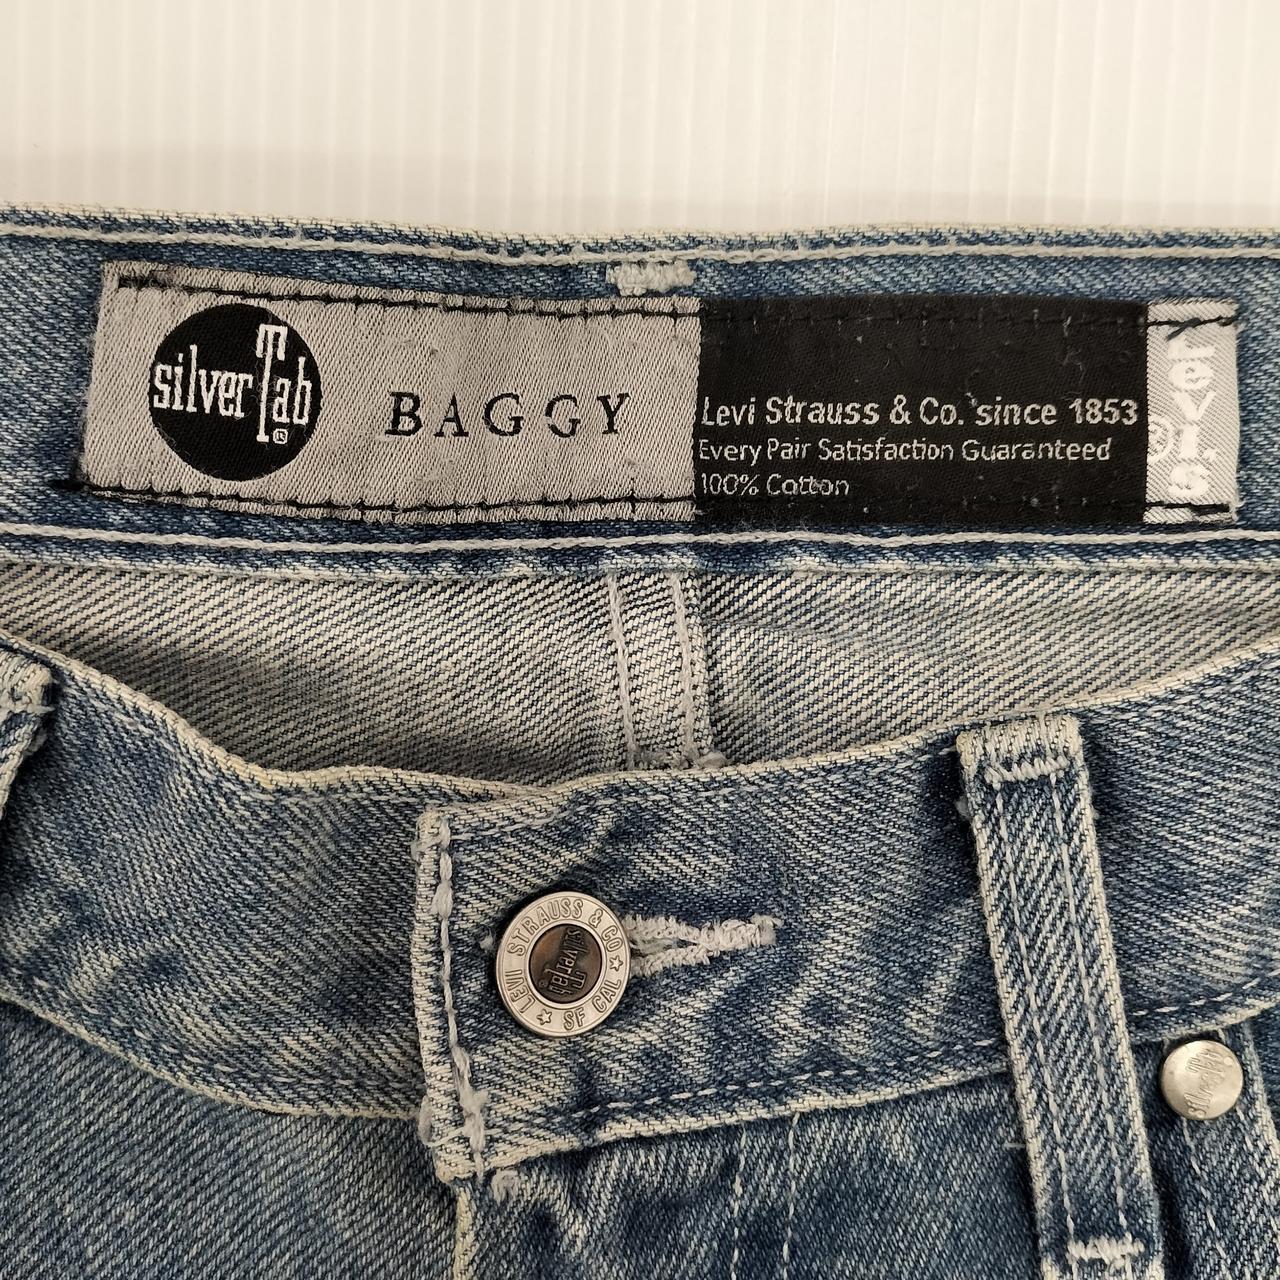 silverTab
BAGGY
Levi Strauss & Co. since 1853
Every Pair Satisfaction Guaranteed
100% Cotton
Levi's
®
LEVI STRAUSS & CO
SF CAL
silverTab
silverTab